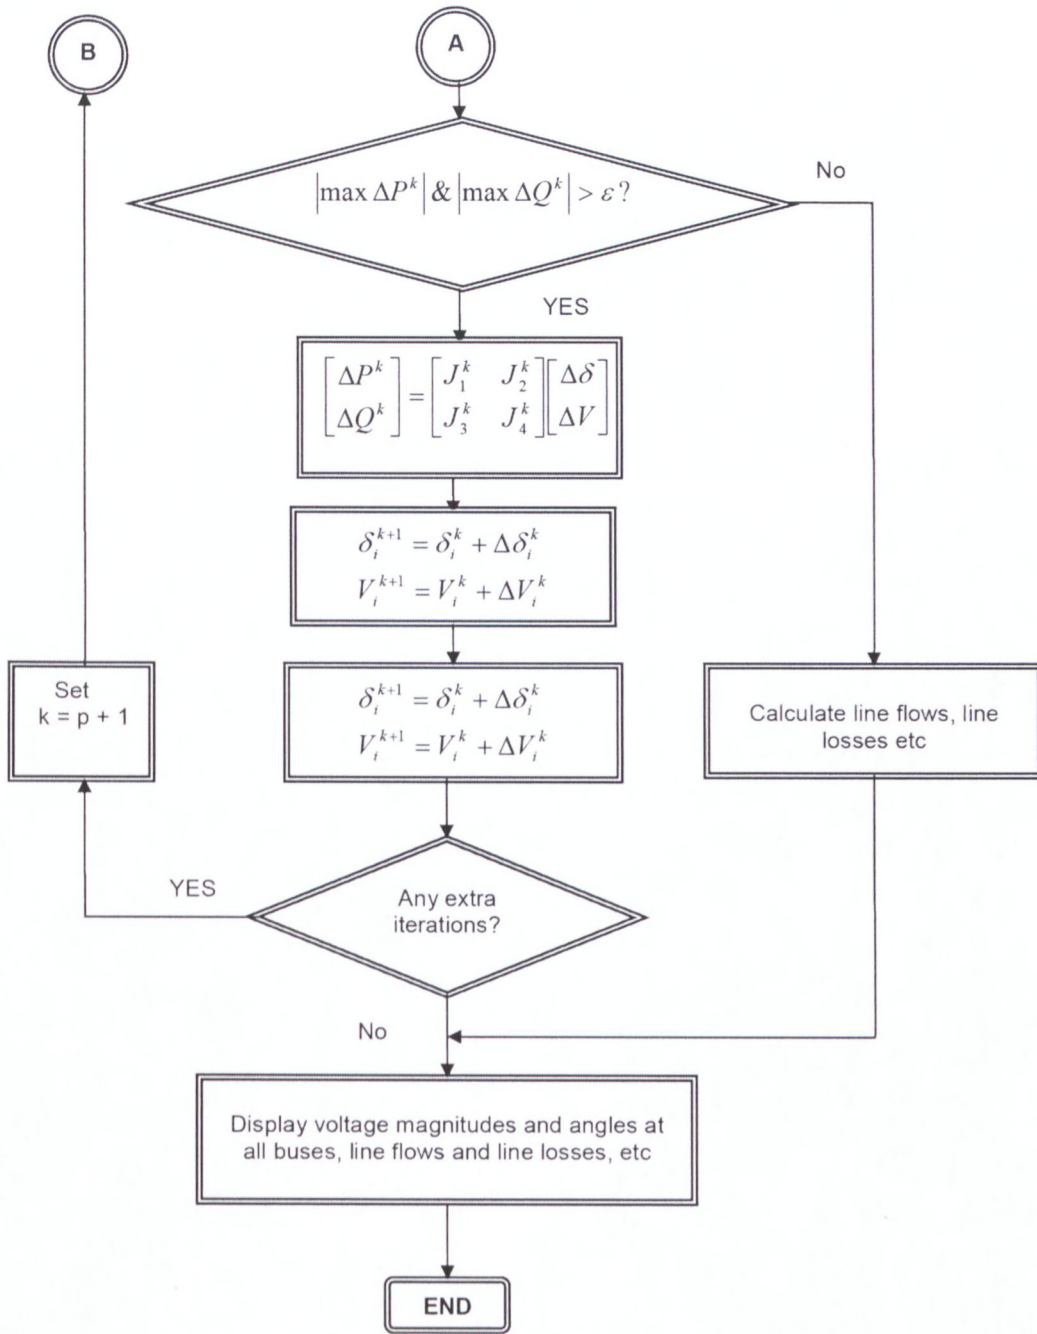 B
A
|max ΔP^k| & |max ΔQ^k| > ε?
No
YES
[ΔP^k] = [J_1^k J_2^k][Δδ]
[ΔQ^k] [J_3^k J_4^k][ΔV]
δ_i^{k+1} = δ_i^k + Δδ_i^k
V_i^{k+1} = V_i^k + ΔV_i^k
Set
k = p + 1
δ_i^{k+1} = δ_i^k + Δδ_i^k
V_i^{k+1} = V_i^k + ΔV_i^k
Calculate line flows, line
losses etc
YES
Any extra
iterations?
No
Display voltage magnitudes and angles at
all buses, line flows and line losses, etc
END